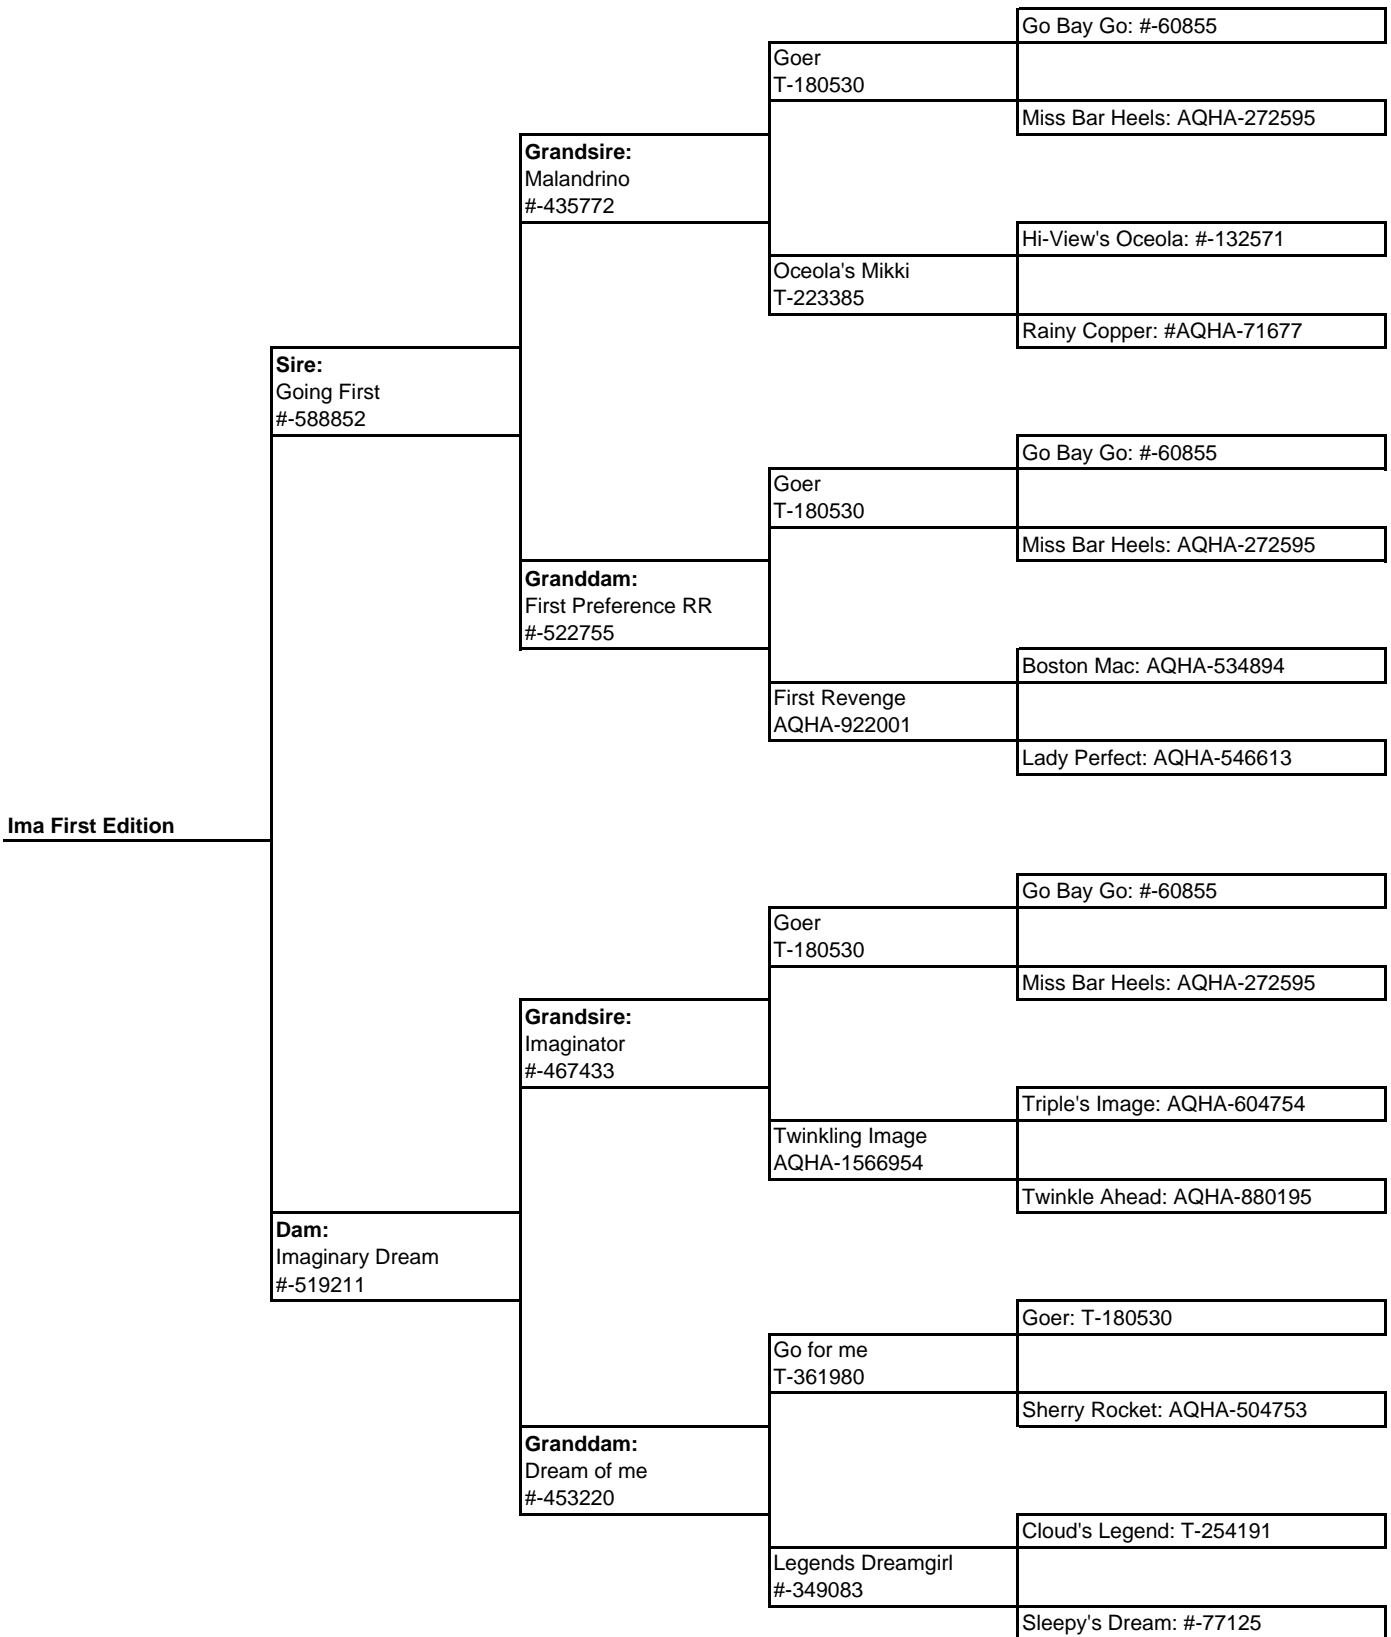 Go Bay Go: #-60855
Goer
T-180530
Miss Bar Heels: AQHA-272595
Grandsire:
Malandrino
#-435772
Hi-View's Oceola: #-132571
Oceola's Mikki
T-223385
Rainy Copper: #AQHA-71677
Sire:
Going First
#-588852
Go Bay Go: #-60855
Goer
T-180530
Miss Bar Heels: AQHA-272595
Granddam:
First Preference RR
#-522755
Boston Mac: AQHA-534894
First Revenge
AQHA-922001
Lady Perfect: AQHA-546613
Ima First Edition
Go Bay Go: #-60855
Goer
T-180530
Miss Bar Heels: AQHA-272595
Grandsire:
Imaginator
#-467433
Triple's Image: AQHA-604754
Twinkling Image
AQHA-1566954
Twinkle Ahead: AQHA-880195
Dam:
Imaginary Dream
#-519211
Goer: T-180530
Go for me
T-361980
Sherry Rocket: AQHA-504753
Granddam:
Dream of me
#-453220
Cloud's Legend: T-254191
Legends Dreamgirl
#-349083
Sleepy's Dream: #-77125